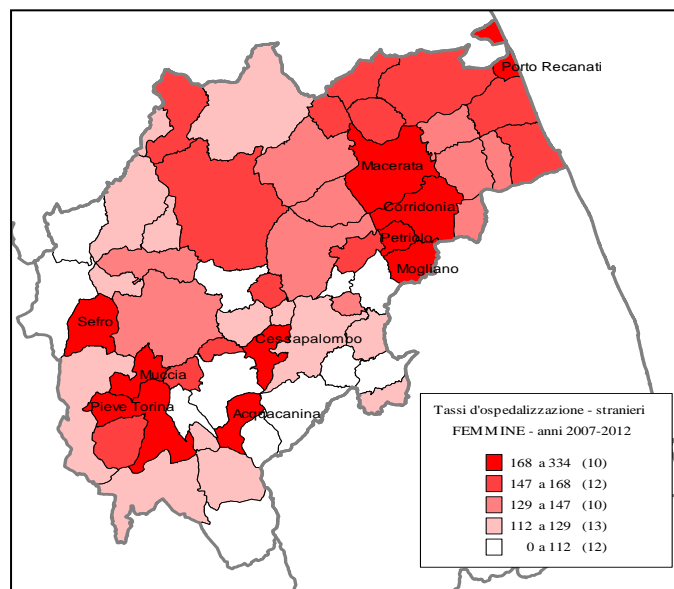 Porto Recanati
Macerata
Corridonia
Petriolo
Mogliano
Sefro
Cessapalombo
Muccia
Pieve Torina
Acquacanina
Tassi d'ospedalizzazione - stranieri
FEMMINE - anni 2007-2012
168 a 334 (10)
147 a 168 (12)
129 a 147 (10)
112 a 129 (13)
0 a 112 (12)